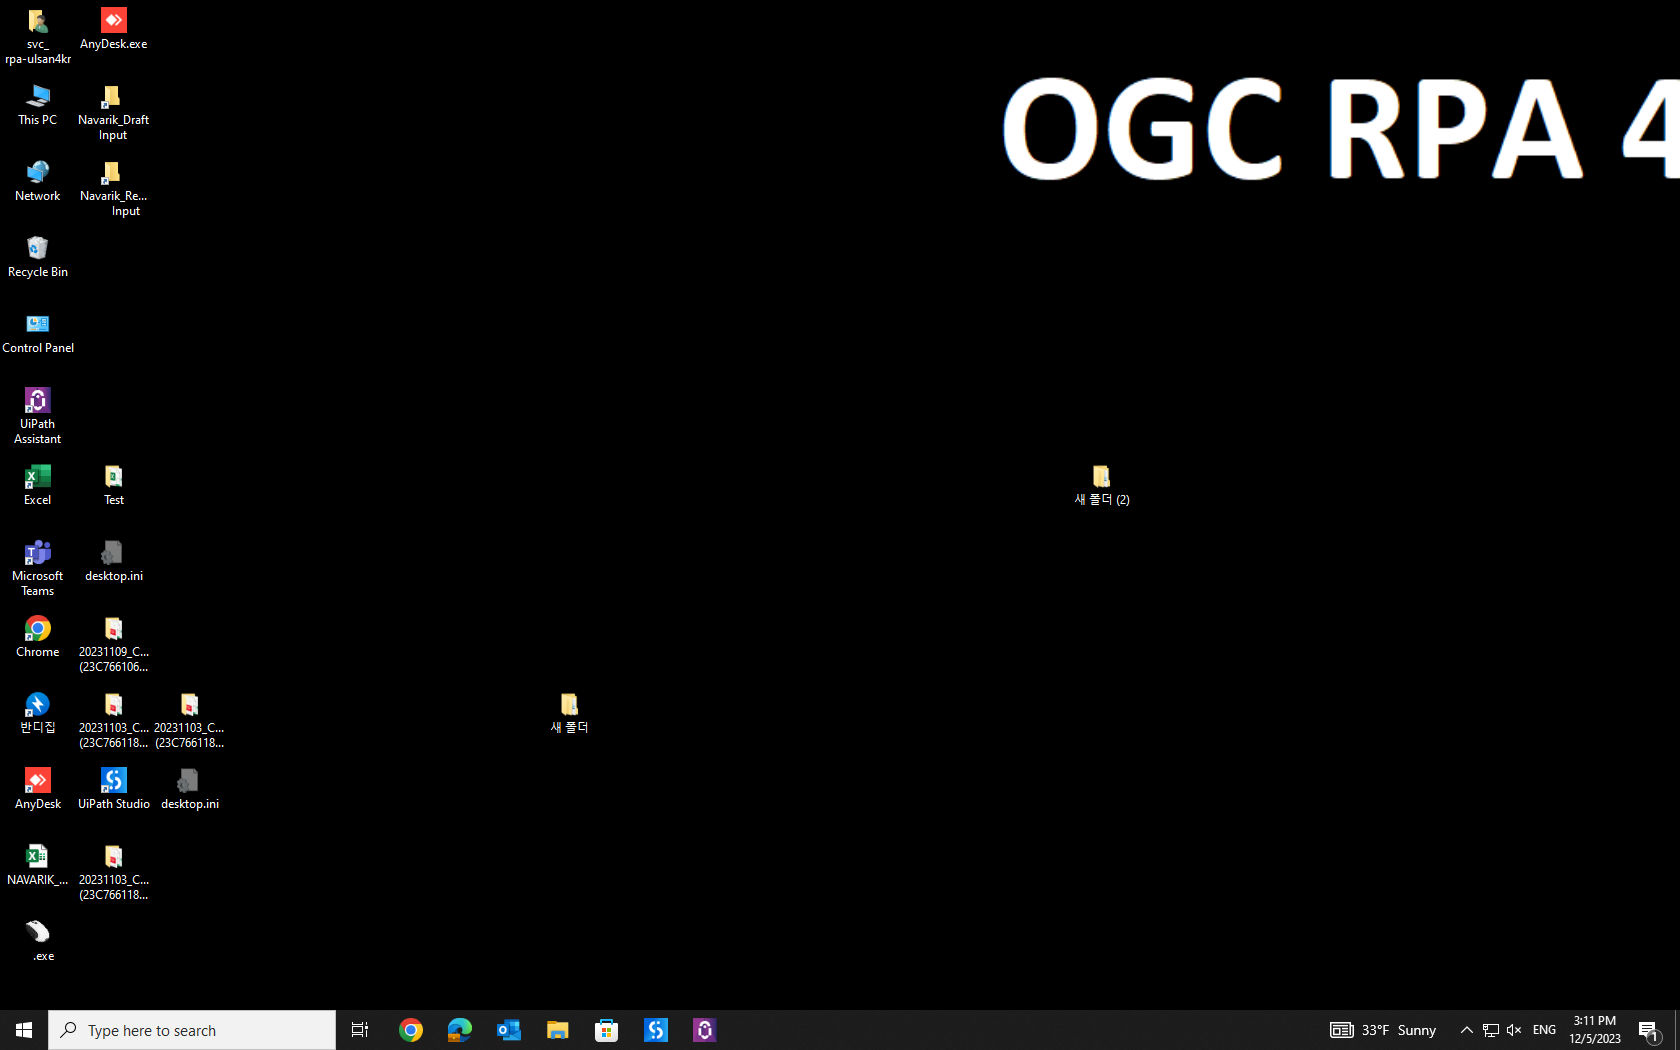 OGC RPA 4
svc_
rpa-ulsan4kr
AnyDesk.exe
This PC
Navarik_Draft
Input
Network
Navarik_Re...
Input
Recycle Bin
Control Panel
UiPath
Assistant
Excel
Test
새 폴더 (2)
Microsoft
Teams
desktop.ini
Chrome
20231109_C...
(23C766106...
반디집
20231103_C...
(23C766118...
20231103_C...
(23C766118...
새 폴더
AnyDesk
UiPath Studio
desktop.ini
NAVARIK_...
20231103_C...
(23C766118...
.exe
Type here to search
33°F Sunny
ENG
3:11 PM
12/5/2023
1